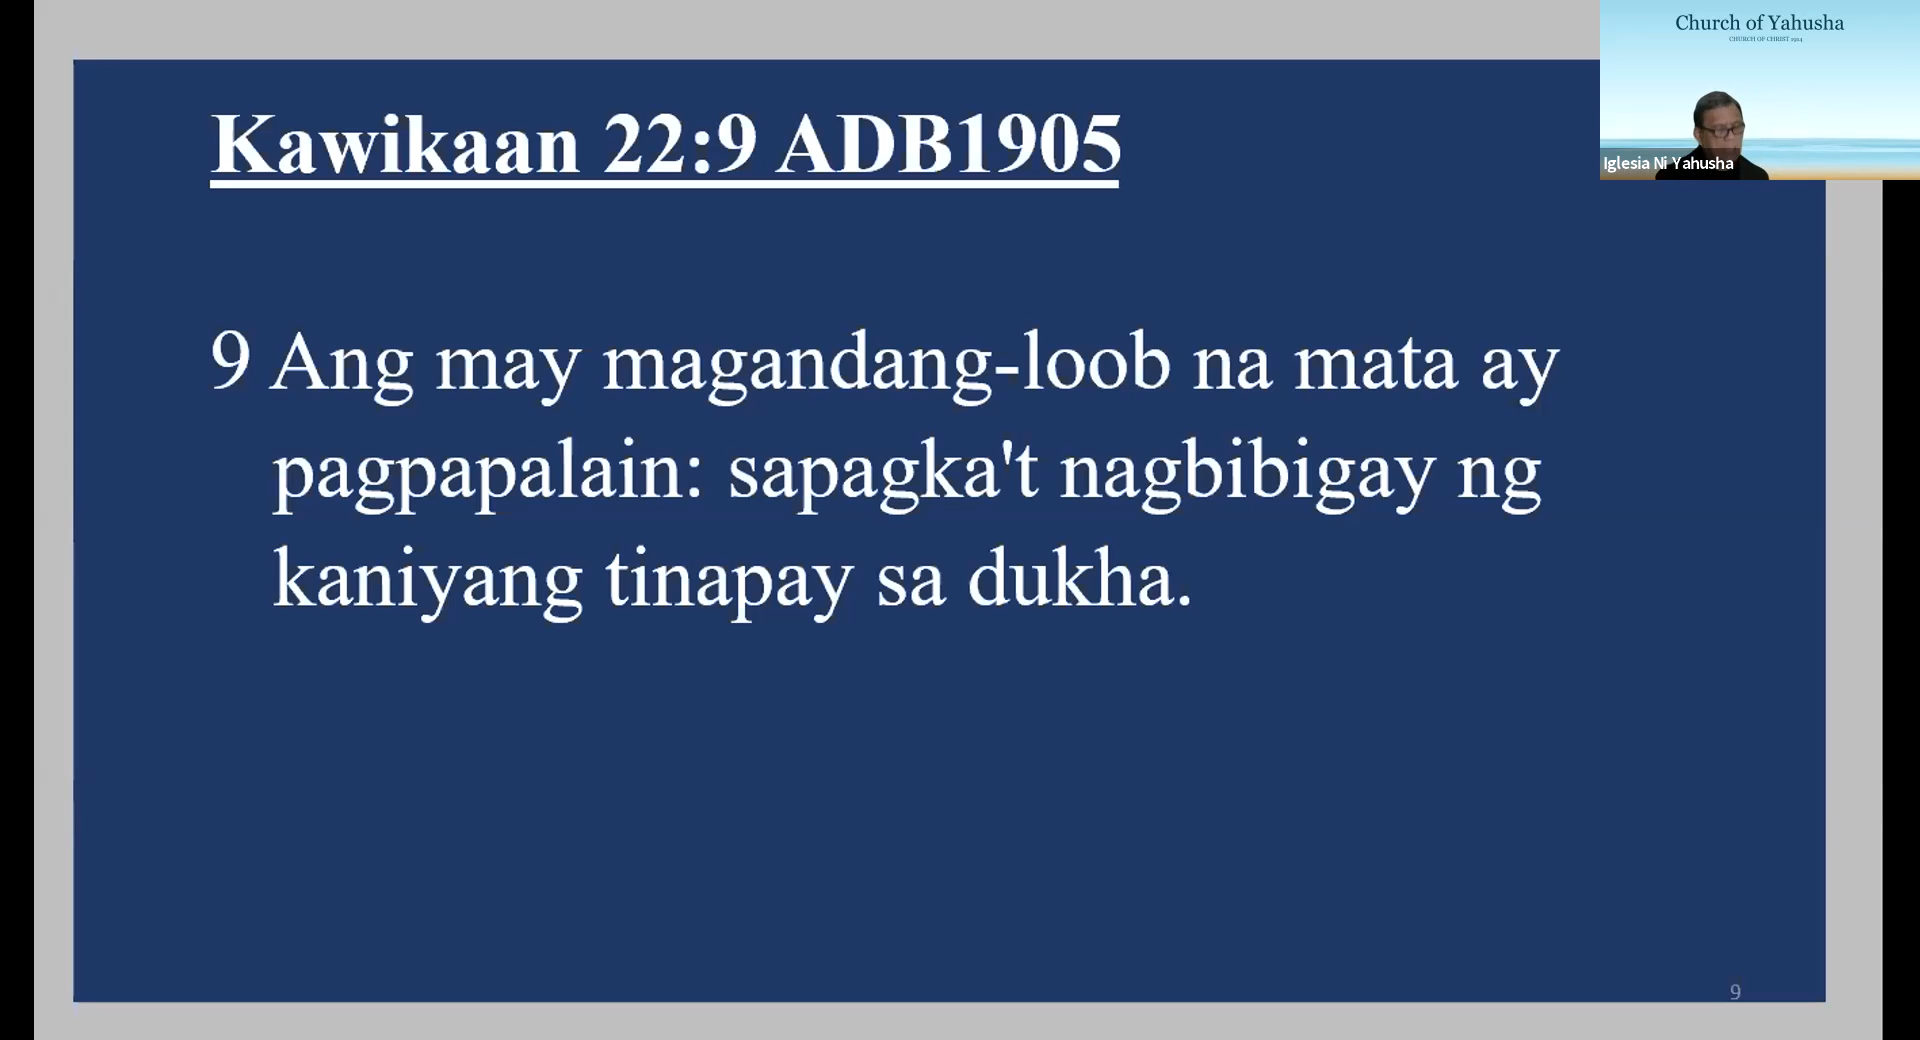 Church of Yahusha
CHURCH OF CHRIST 1914
Iglesia Ni Yahusha
Kawikaan 22:9 ADB1905
9 Ang may magandang-loob na mata ay
pagpapalain: sapagka't nagbibigay ng
kaniyang tinapay sa dukha.
9